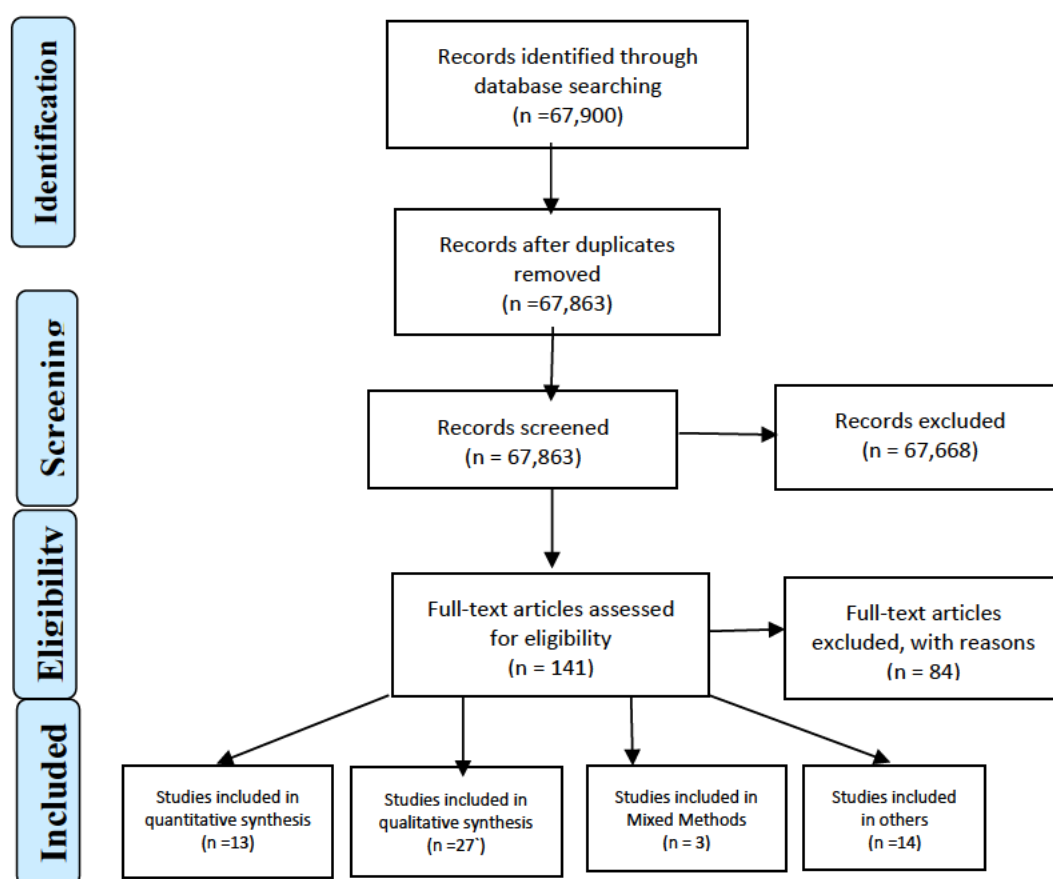 Identification
Records identified through
database searching
(n =67,900)
Records after duplicates
removed
(n =67,863)
Screening
Records screened
(n = 67,863)
Records excluded
(n = 67,668)
Eligibility
Full-text articles assessed
for eligibility
(n = 141)
Full-text articles
excluded, with reasons
(n = 84)
Included
Studies included in
quantitative synthesis
(n =13)
Studies included in
qualitative synthesis
(n =27`)
Studies included in
Mixed Methods
(n = 3)
Studies included
in others
(n =14)